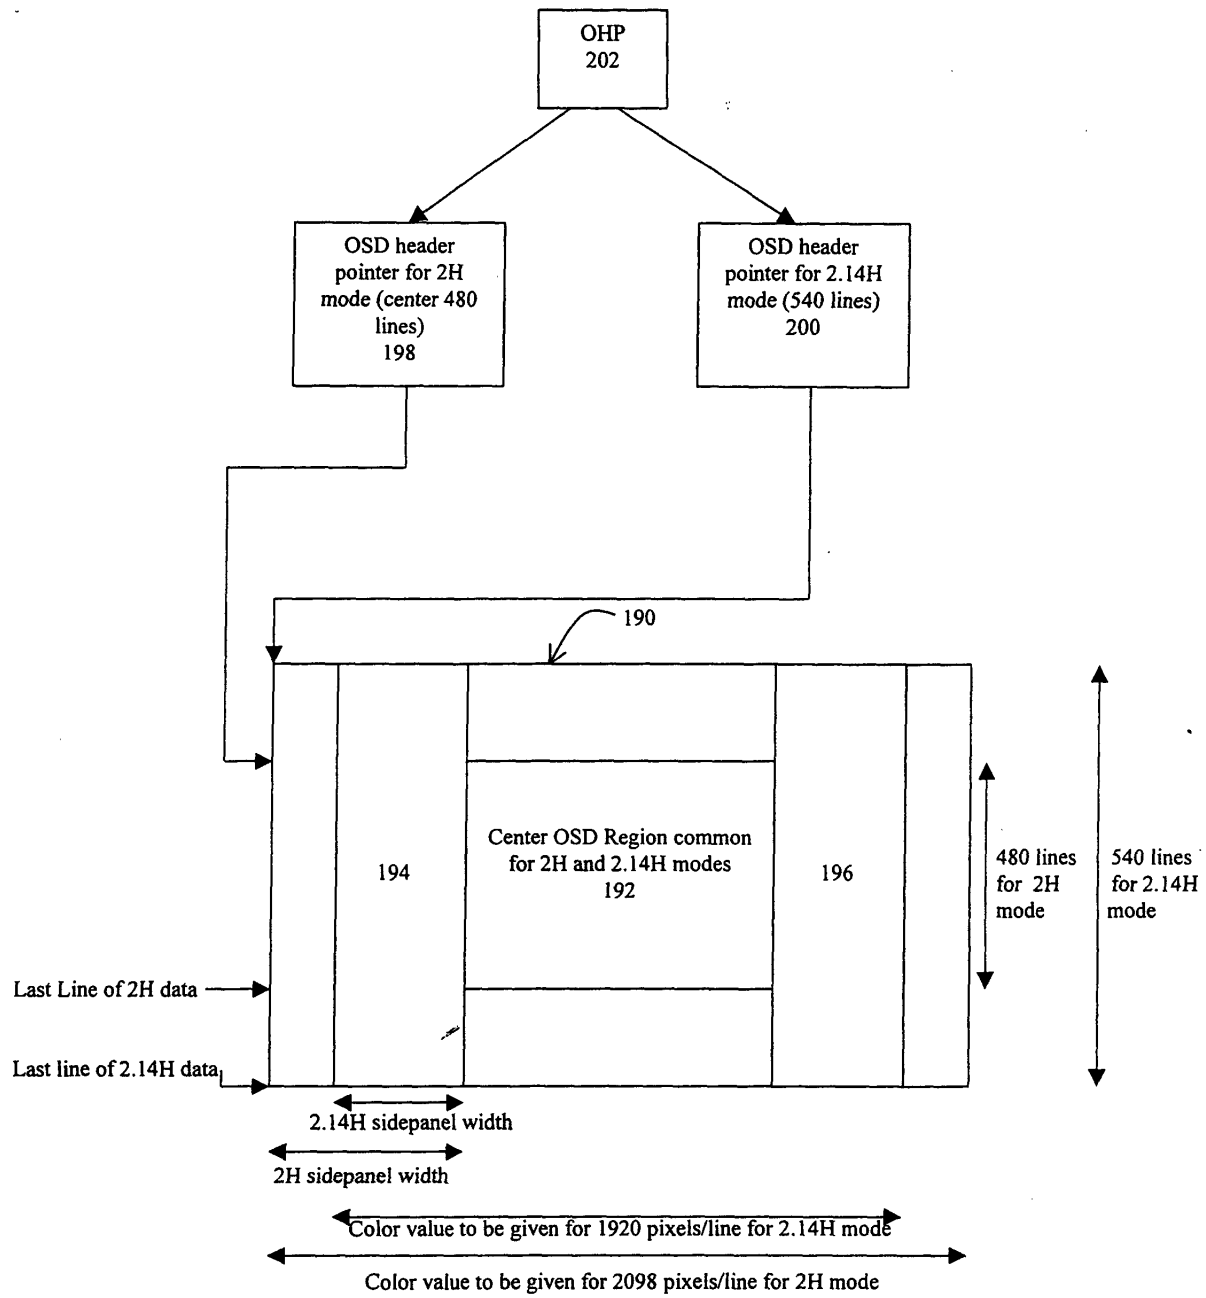 OHP
202
OSD header
pointer for 2H
mode (center 480
lines)
198
OSD header
pointer for 2.14H
mode (540 lines)
200
190
Center OSD Region common
for 2H and 2.14H modes
192
194
196
480 lines
for 2H
mode
540 lines
for 2.14H
mode
Last Line of 2H data
Last line of 2.14H data
2.14H sidepanel width
2H sidepanel width
Color value to be given for 1920 pixels/line for 2.14H mode
Color value to be given for 2098 pixels/line for 2H mode